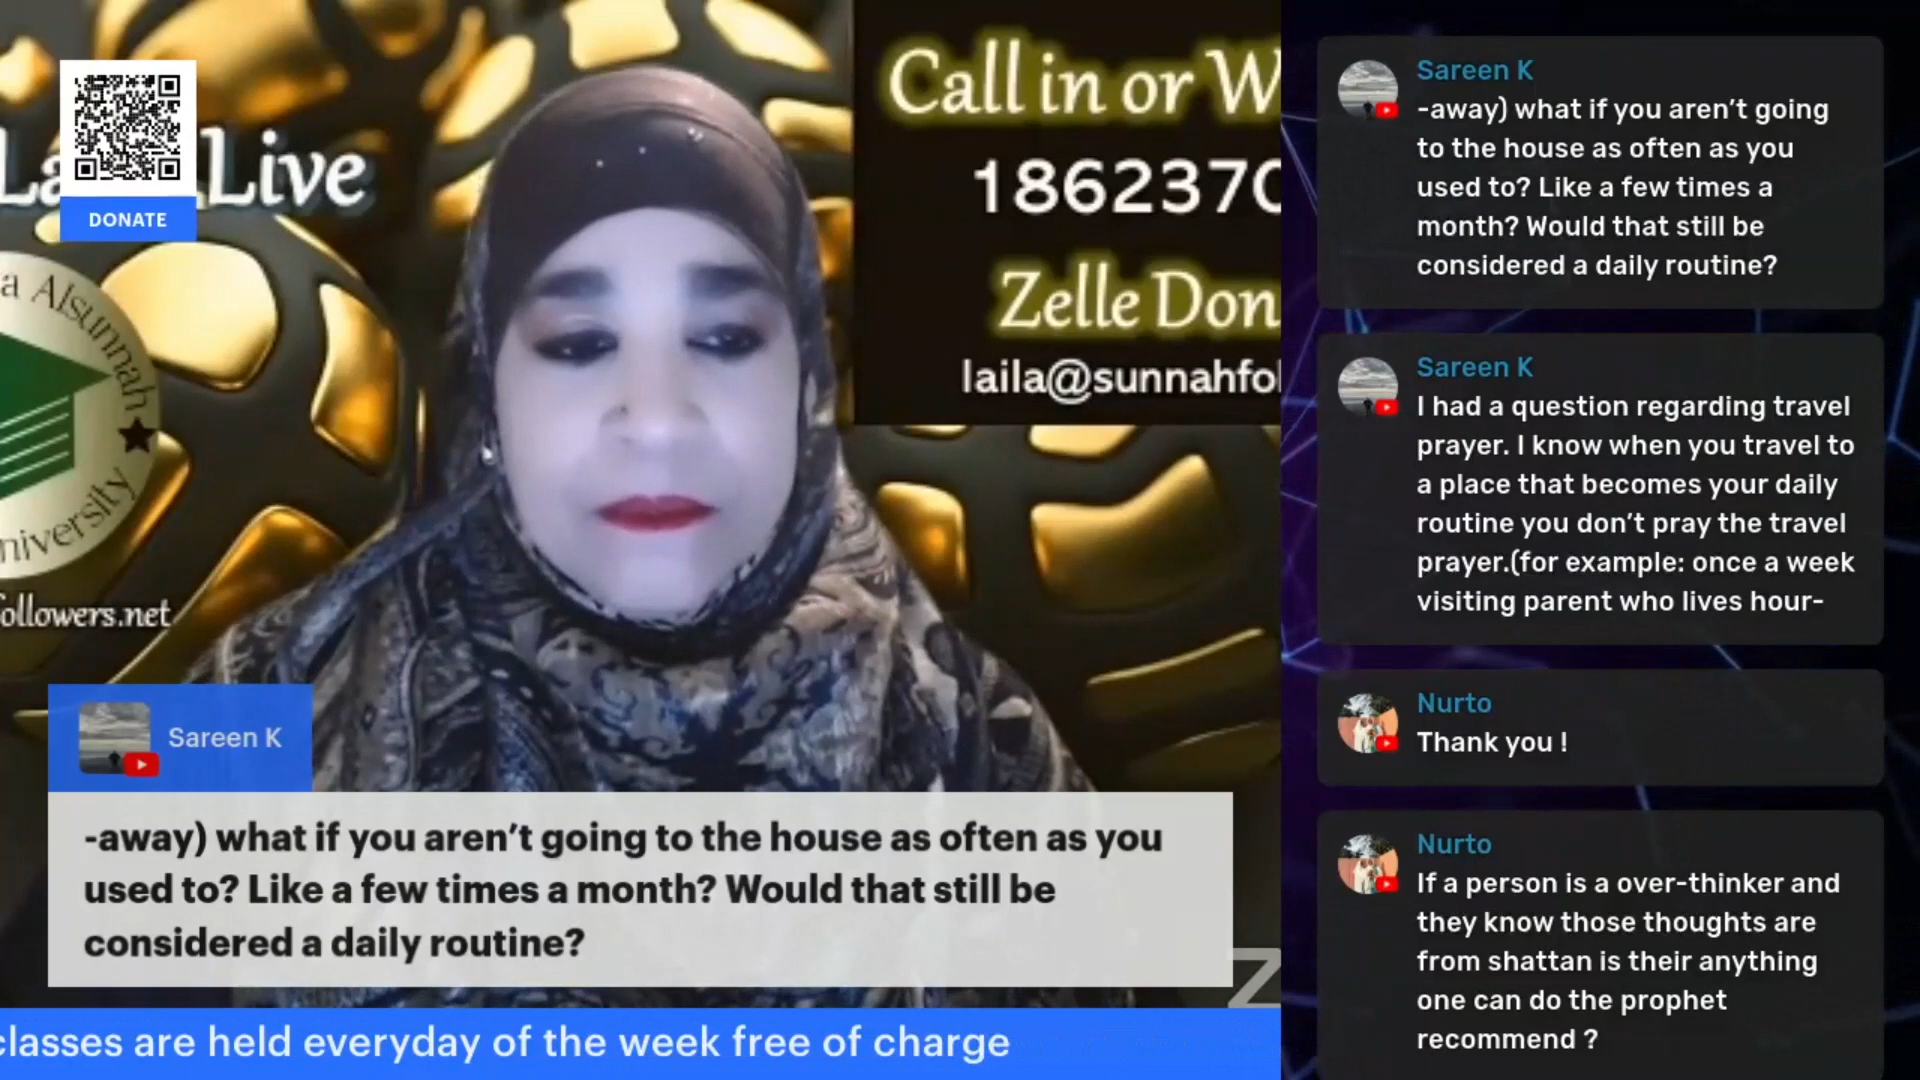 Live
DONATE
a Alsunnah
niversity
ollowers.net
Call in or W
1862370
Zelle Don
laila@sunnahfol
Sareen K
-away) what if you aren’t going to the house as often as you
used to? Like a few times a month? Would that still be
considered a daily routine?
classes are held everyday of the week free of charge
Sareen K
-away) what if you aren’t going
to the house as often as you
used to? Like a few times a
month? Would that still be
considered a daily routine?
Sareen K
I had a question regarding travel
prayer. I know when you travel to
a place that becomes your daily
routine you don’t pray the travel
prayer.(for example: once a week
visiting parent who lives hour-
Nurto
Thank you !
Nurto
If a person is a over-thinker and
they know those thoughts are
from shattan is their anything
one can do the prophet
recommend ?